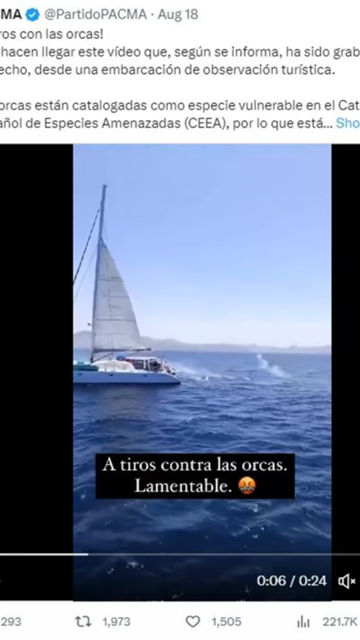 MA @PartidoPACMA · Aug 18
ros con las orcas!
hacen llegar este vídeo que, según se informa, ha sido grab
echo, desde una embarcación de observación turística.
orcas están catalogadas como especie vulnerable en el Cat
añol de Especies Amenazadas (CEEA), por lo que está... Sho
A tiros contra las orcas.
Lamentable. 🤬
0:06 / 0:24
293 1,973 1,505 221.7K